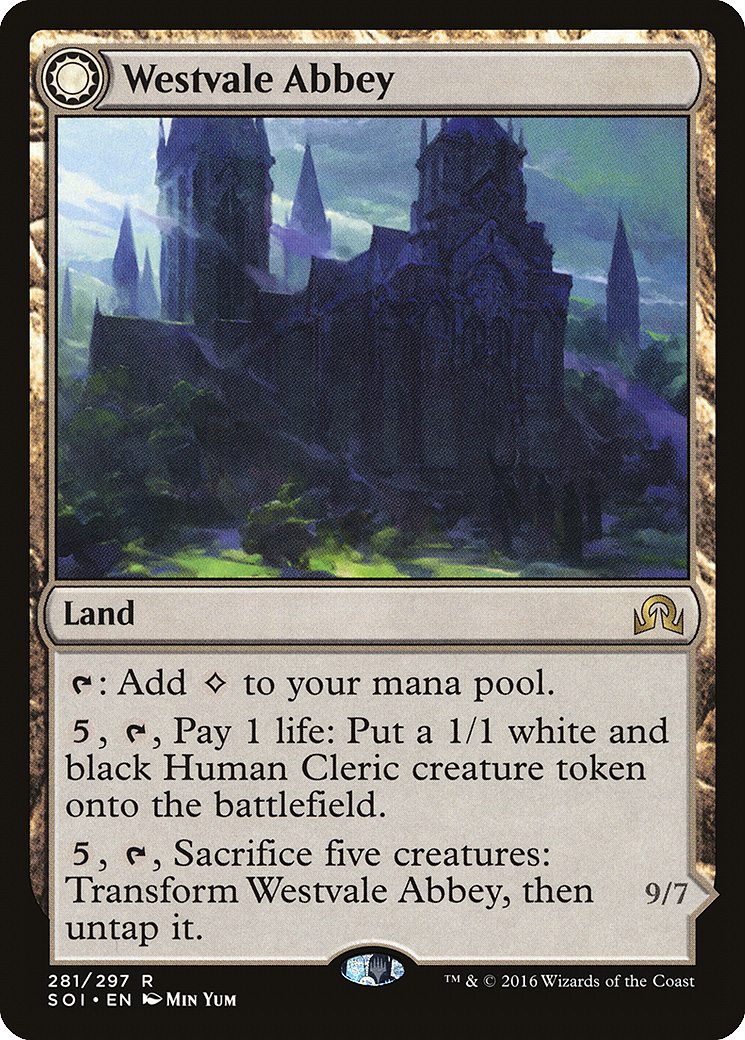 Westvale Abbey
Land
: Add to your mana pool.
5, , Pay 1 life: Put a 1/1 white and
black Human Cleric creature token
onto the battlefield.
5, , Sacrifice five creatures:
Transform Westvale Abbey, then
untap it.
9/7
281/297 R
SOI • EN Min Yum
™ & © 2016 Wizards of the Coast